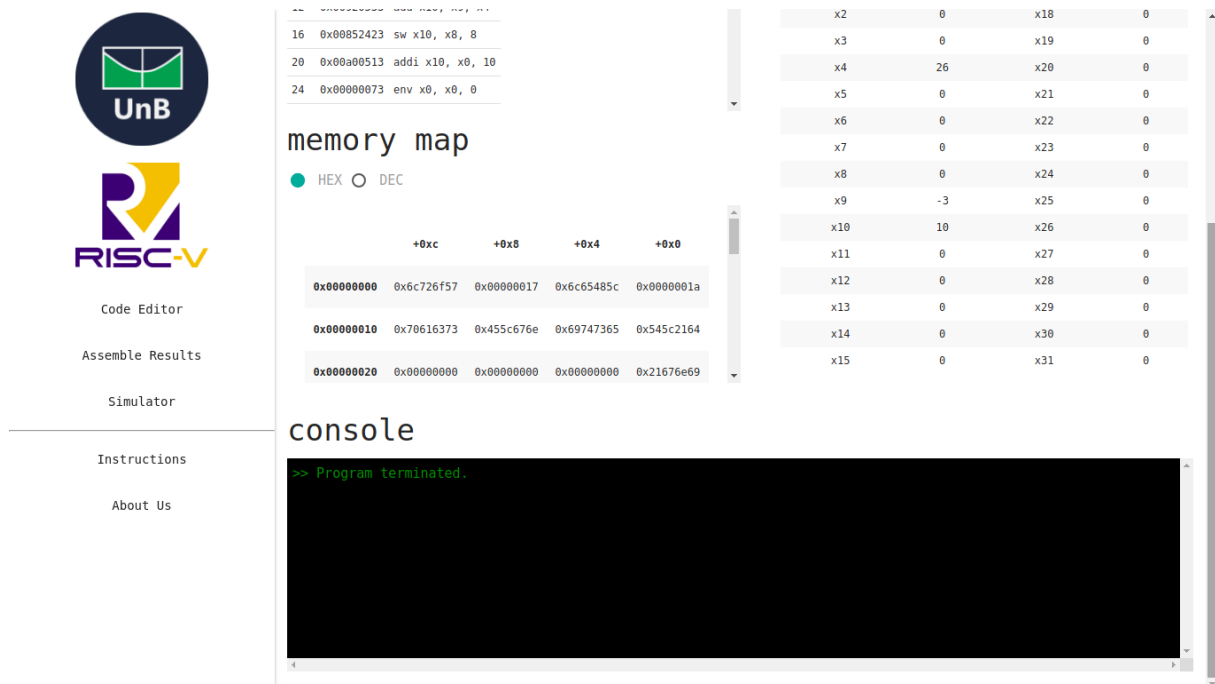 UnB
RISC-V
Code Editor
Assemble Results
Simulator
Instructions
About Us
16 0x00852423 sw x10, x8, 8
20 0x00a00513 addi x10, x0, 10
24 0x00000073 env x0, x0, 0
memory map
HEX DEC
+0xc +0x8 +0x4 +0x0
0x00000000 0x6c726f57 0x00000017 0x6c65485c 0x0000001a
0x00000010 0x70616373 0x455c676e 0x69747365 0x545c2164
0x00000020 0x00000000 0x00000000 0x00000000 0x21676e69
x2 0 x18 0
x3 0 x19 0
x4 26 x20 0
x5 0 x21 0
x6 0 x22 0
x7 0 x23 0
x8 0 x24 0
x9 -3 x25 0
x10 10 x26 0
x11 0 x27 0
x12 0 x28 0
x13 0 x29 0
x14 0 x30 0
x15 0 x31 0
console
>> Program terminated.